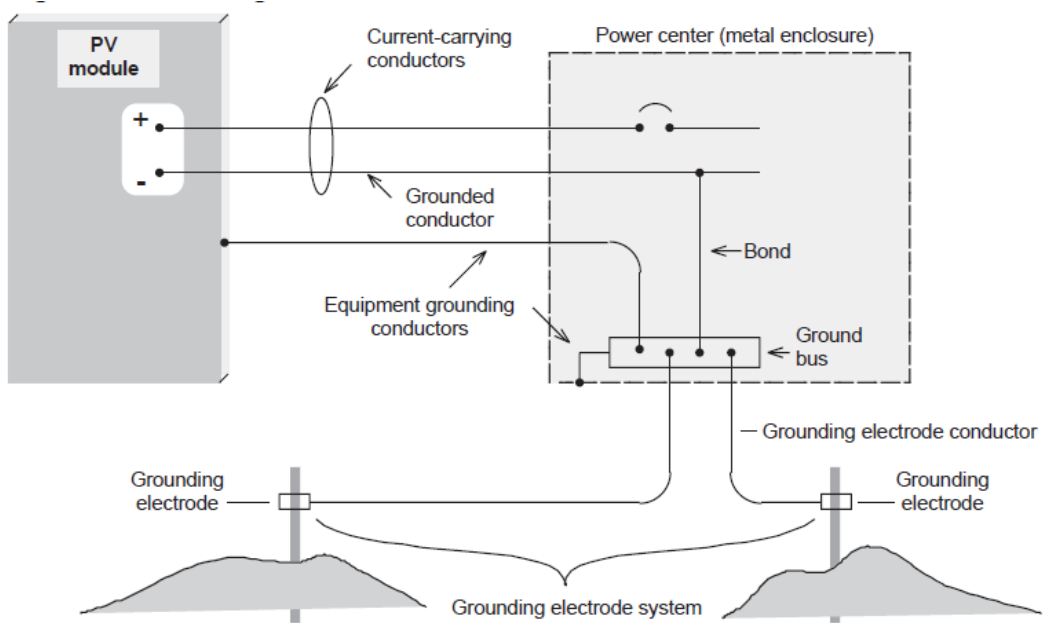 PV
module
+
-
Current-carrying
conductors
Power center (metal enclosure)
Grounded
conductor
Bond
Equipment grounding
conductors
Ground
bus
Grounding electrode conductor
Grounding
electrode
Grounding
electrode
Grounding electrode system